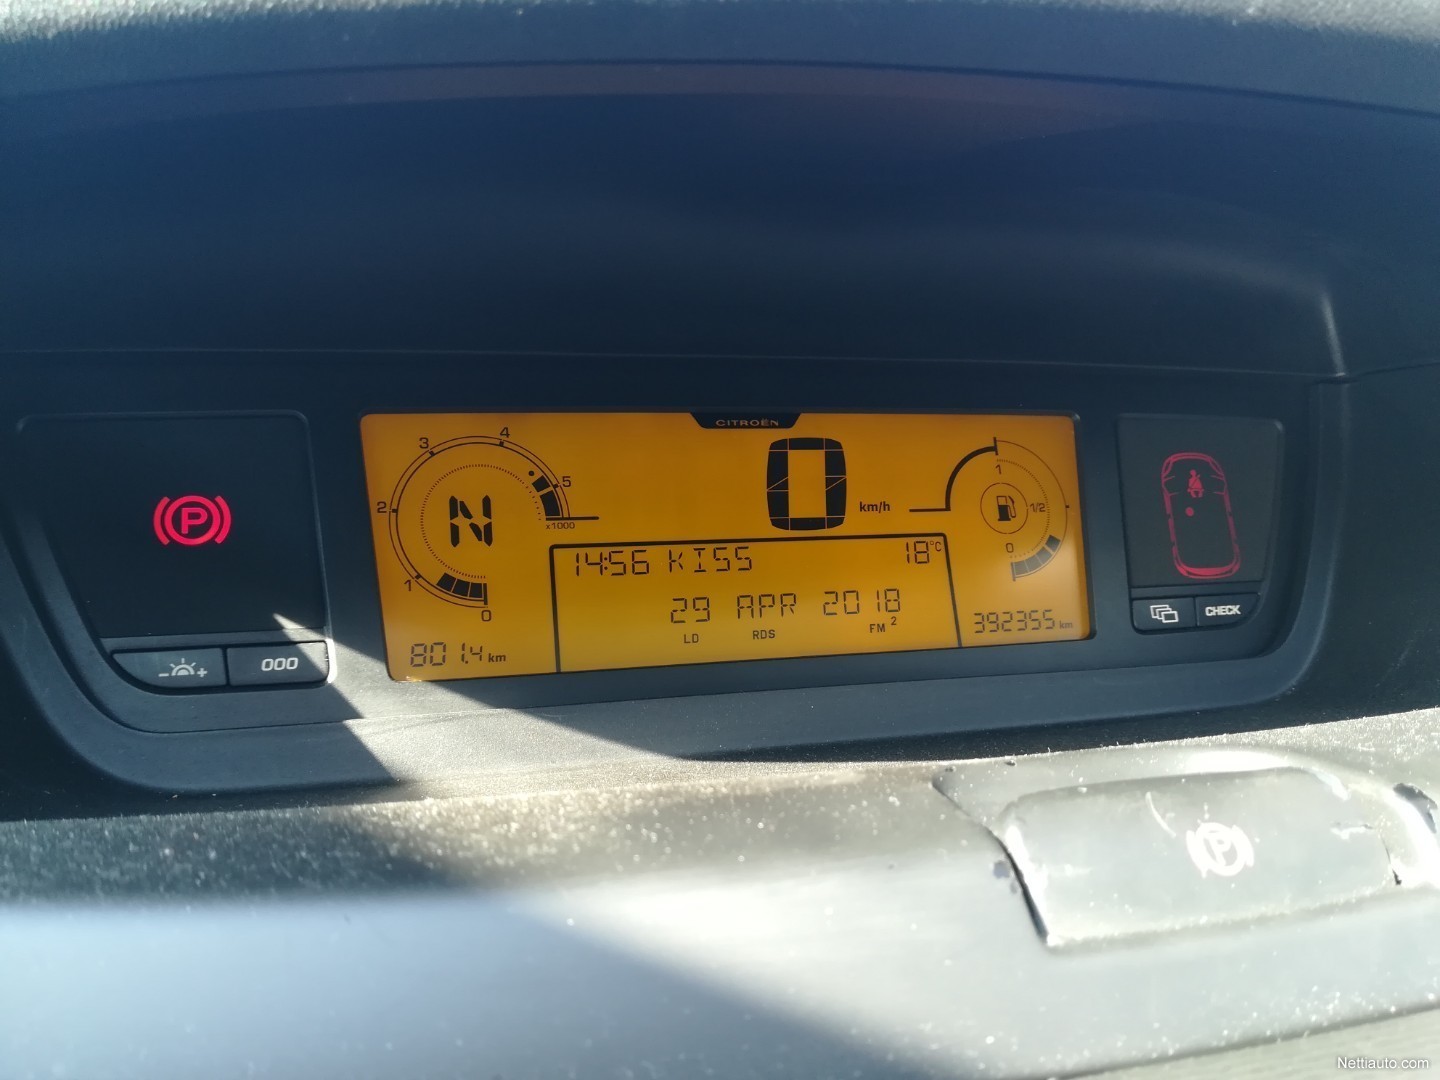 CITROËN
4
3
5
2
N
x1000
1
0
0 km/h
1
1/2
0
14:56 KISS 18°C
29 APR 2018
LD RDS FM 2
801.4 km
392355 km
P
- +
000
CHECK
P
Nettiauto.com